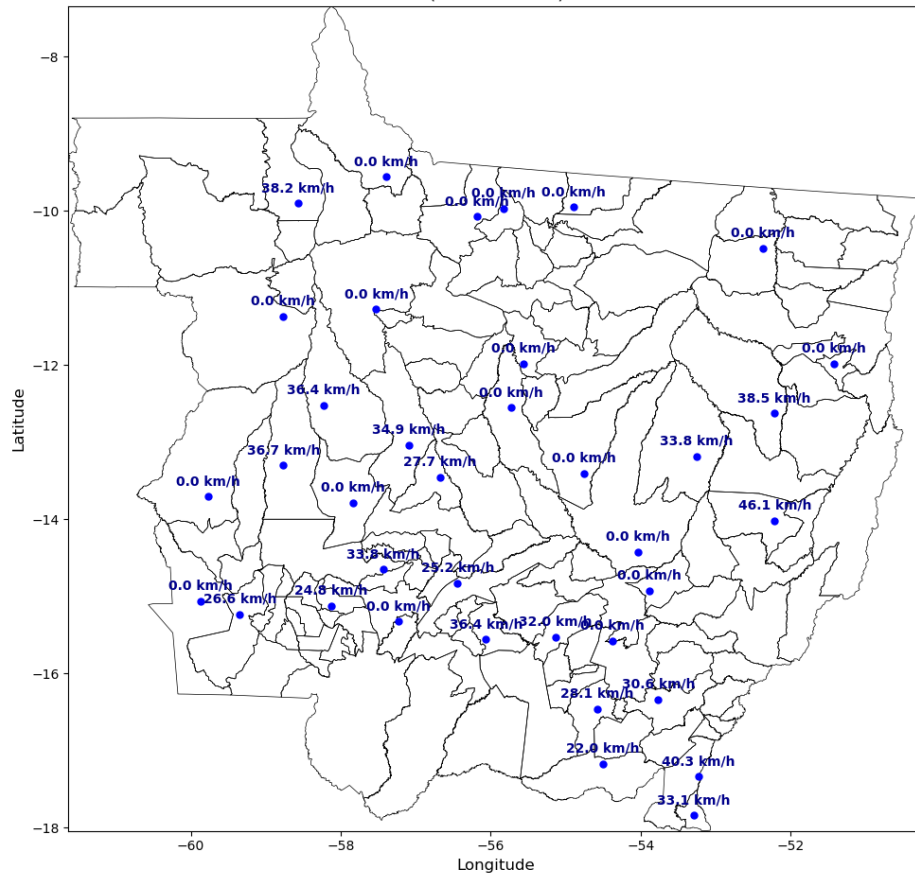 −8
0.0 km/h
38.2 km/h
0.0 km/h
0.0 km/h
0.0 km/h
−10
0.0 km/h
0.0 km/h
0.0 km/h
0.0 km/h
0.0 km/h
−12
36.4 km/h
0.0 km/h
38.5 km/h
34.9 km/h
36.7 km/h
27.7 km/h
0.0 km/h
33.8 km/h
0.0 km/h
0.0 km/h
46.1 km/h
−14
0.0 km/h
33.8 km/h
25.2 km/h
0.0 km/h
0.0 km/h
26.6 km/h
24.8 km/h
0.0 km/h
36.4 km/h
32.0 km/h
0.0 km/h
−16
30.6 km/h
28.1 km/h
22.0 km/h
40.3 km/h
33.1 km/h
−18
−60
−58
−56
−54
−52
Longitude
Latitude